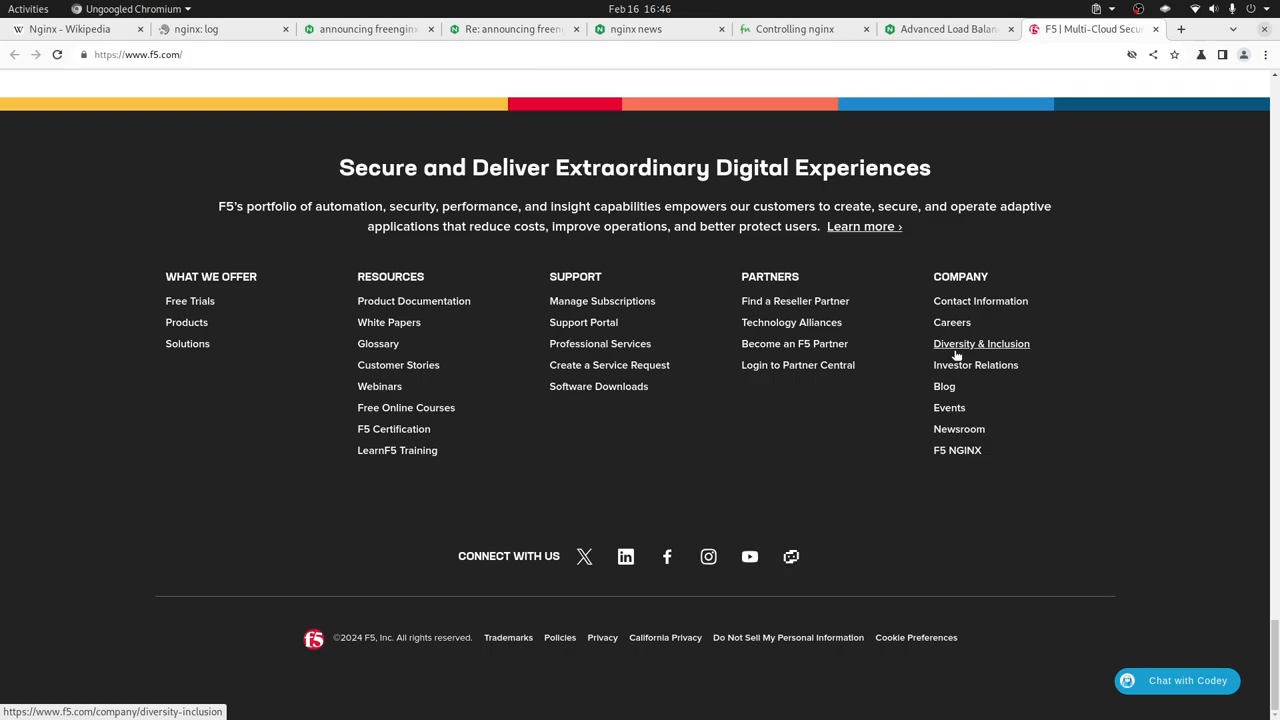 Activities
Ungoogled Chromium
Feb 16 16:46
Nginx - Wikipedia
nginx: log
announcing freenginx
Re: announcing freeng
nginx news
Controlling nginx
Advanced Load Balan
F5 | Multi-Cloud Secur
https://www.f5.com/
Secure and Deliver Extraordinary Digital Experiences
F5's portfolio of automation, security, performance, and insight capabilities empowers our customers to create, secure, and operate adaptive
applications that reduce costs, improve operations, and better protect users. Learn more ›
WHAT WE OFFER
Free Trials
Products
Solutions
RESOURCES
Product Documentation
White Papers
Glossary
Customer Stories
Webinars
Free Online Courses
F5 Certification
LearnF5 Training
SUPPORT
Manage Subscriptions
Support Portal
Professional Services
Create a Service Request
Software Downloads
PARTNERS
Find a Reseller Partner
Technology Alliances
Become an F5 Partner
Login to Partner Central
COMPANY
Contact Information
Careers
Diversity & Inclusion
Investor Relations
Blog
Events
Newsroom
F5 NGINX
CONNECT WITH US
f5 ©2024 F5, Inc. All rights reserved. Trademarks Policies Privacy California Privacy Do Not Sell My Personal Information Cookie Preferences
Chat with Codey
https://www.f5.com/company/diversity-inclusion